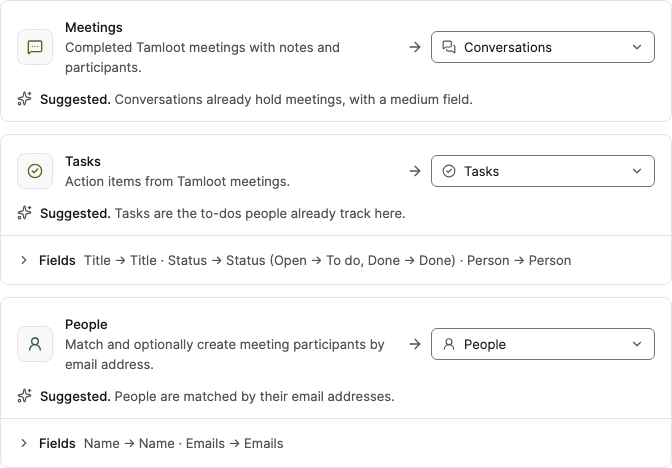 Meetings
Completed Tamloot meetings with notes and
participants.
→ Conversations
Suggested. Conversations already hold meetings, with a medium field.
Tasks
Action items from Tamloot meetings.
→ Tasks
Suggested. Tasks are the to-dos people already track here.
Fields Title → Title · Status → Status (Open → To do, Done → Done) · Person → Person
People
Match and optionally create meeting participants by
email address.
→ People
Suggested. People are matched by their email addresses.
Fields Name → Name · Emails → Emails